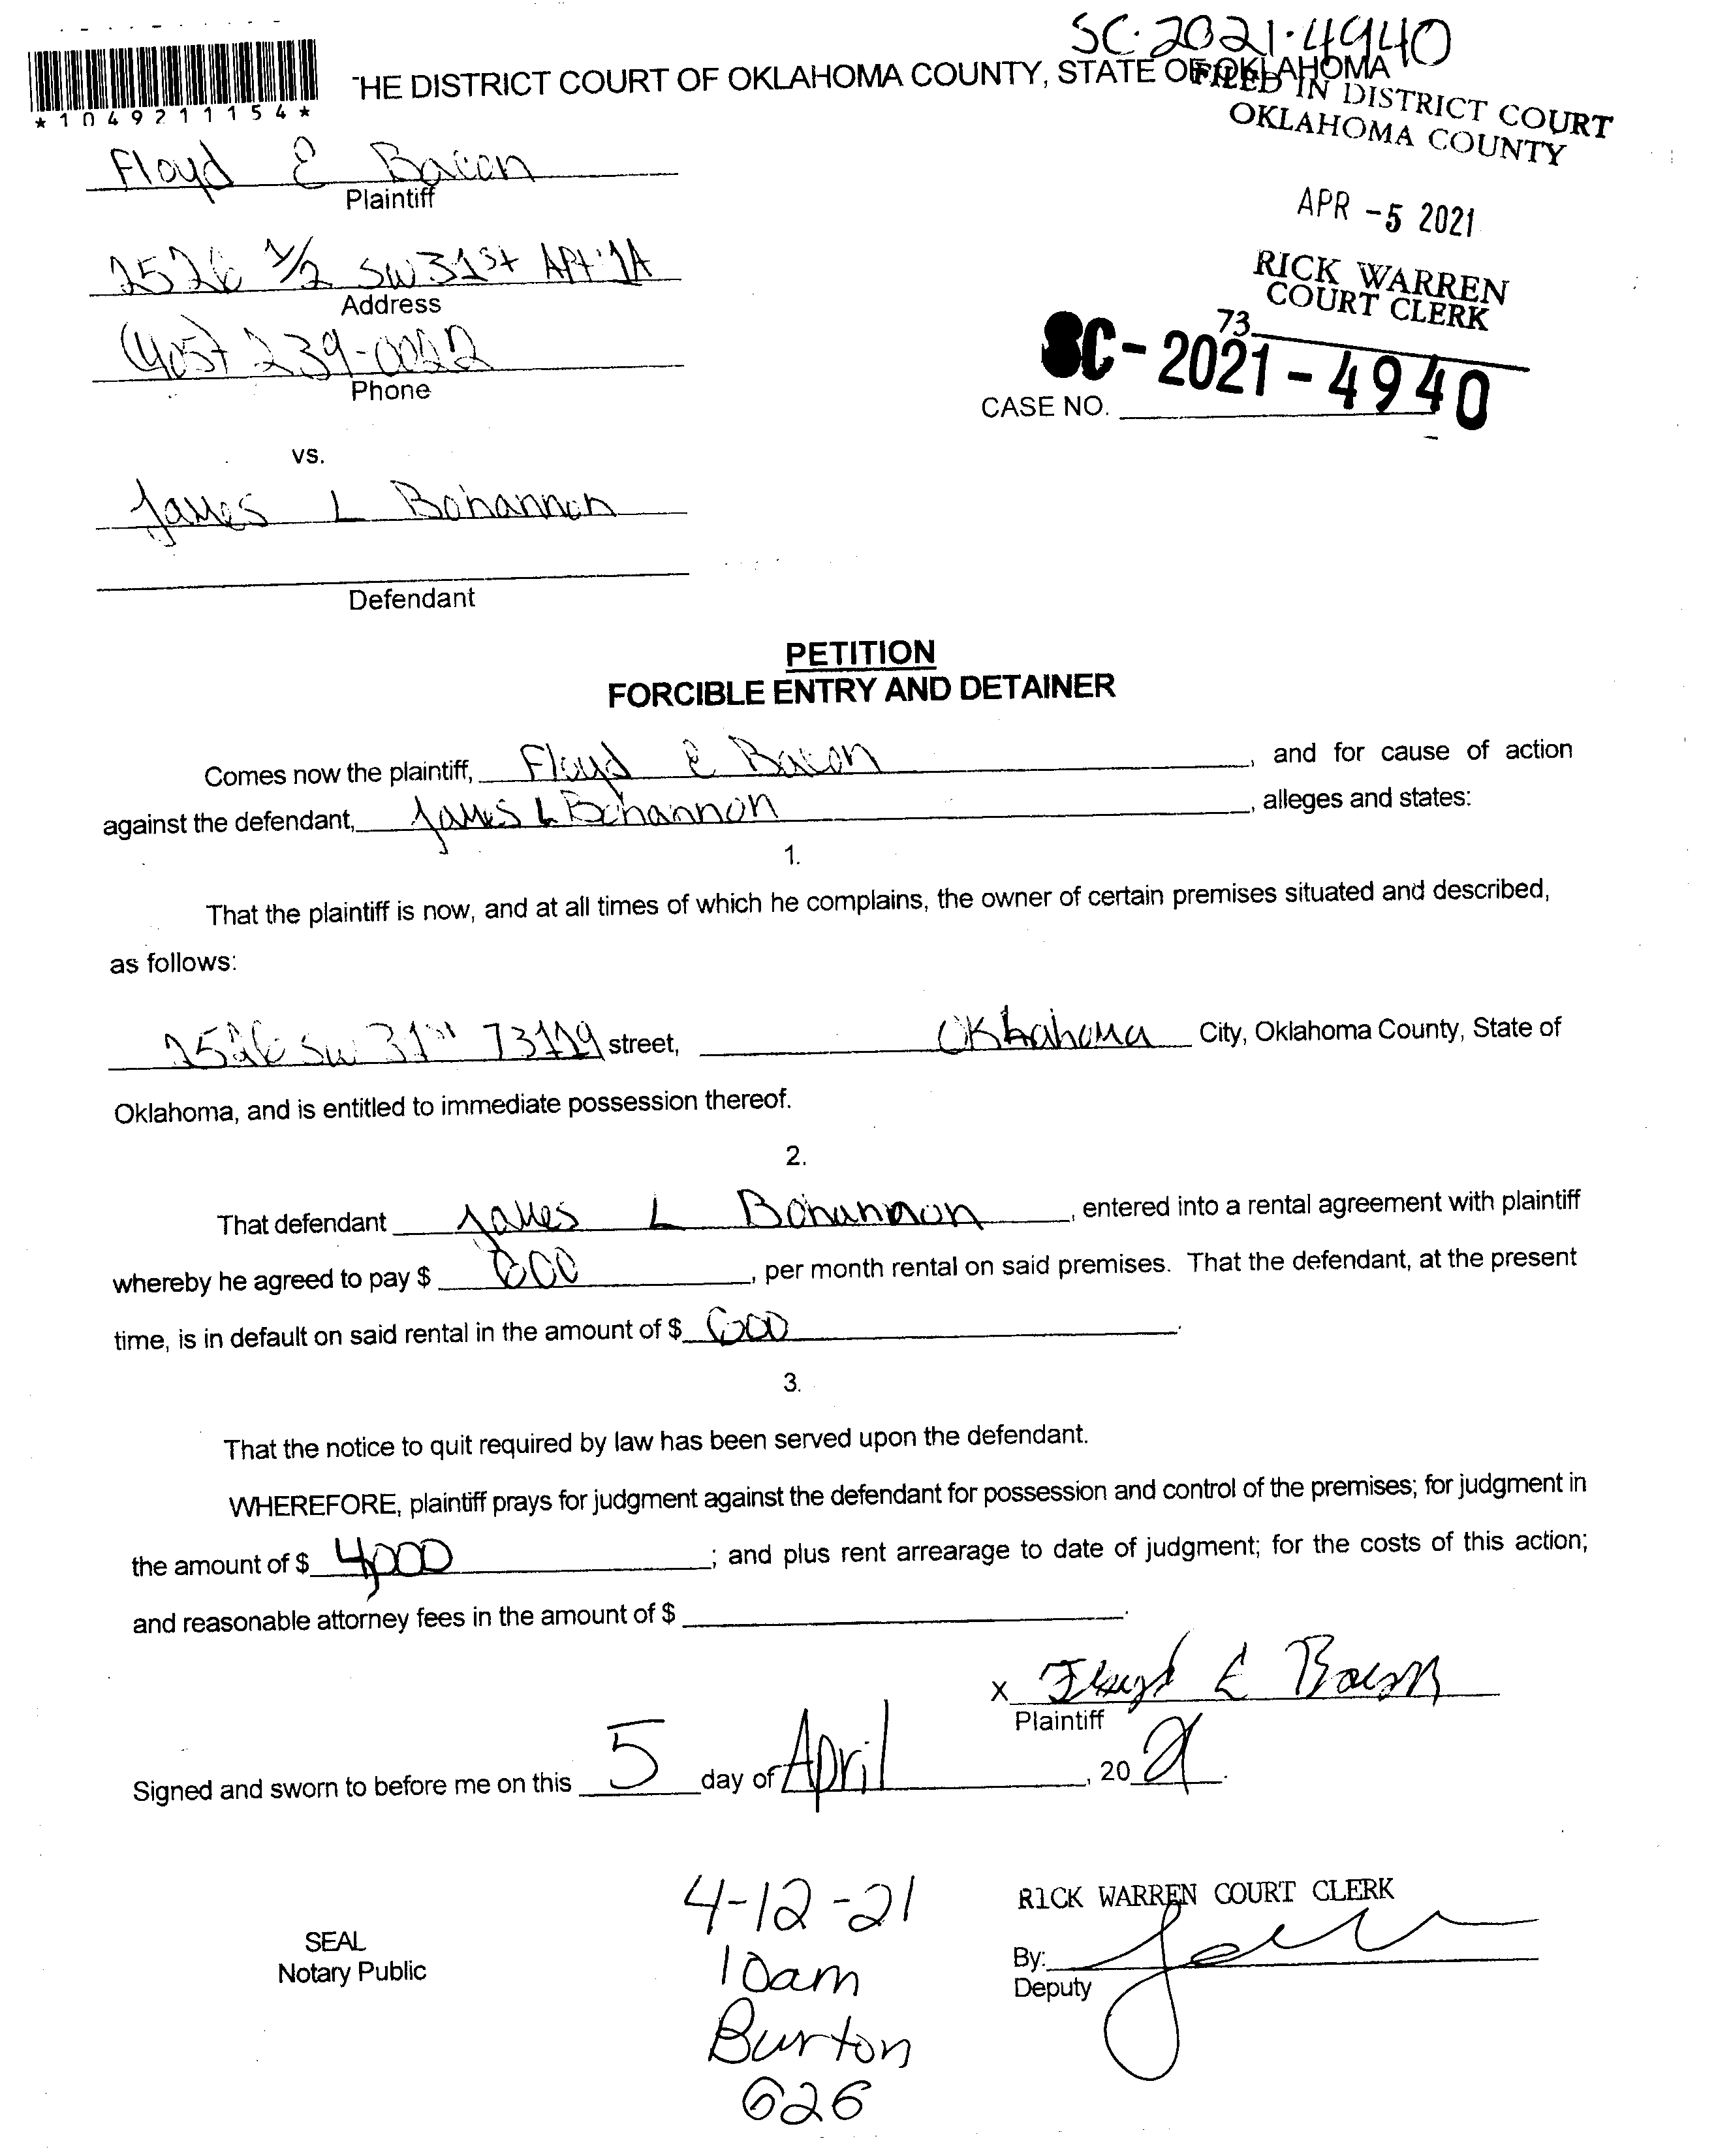 SC-2021-4940
*1049211154*
HE DISTRICT COURT OF OKLAHOMA COUNTY, STATE OF OKLAHOMA
FILED IN DISTRICT COURT
OKLAHOMA COUNTY
Floyd E Bacon
Plaintiff
APR -5 2021
2526 1/2 SW 31st APt 1A
Address
RICK WARREN
COURT CLERK
73
(405) 239-0022
Phone
SC-2021-4940
CASE NO.
vs.
James L Bohannon
Defendant
PETITION
FORCIBLE ENTRY AND DETAINER
Comes now the plaintiff, Floyd E Bacon, and for cause of action
against the defendant, James L Bohannon, alleges and states:
1.
That the plaintiff is now, and at all times of which he complains, the owner of certain premises situated and described,
as follows:
2526 SW 31st 73119 street, Oklahoma City, Oklahoma County, State of
Oklahoma, and is entitled to immediate possession thereof.
2.
That defendant James L Bohannon, entered into a rental agreement with plaintiff
whereby he agreed to pay $ 600, per month rental on said premises. That the defendant, at the present
time, is in default on said rental in the amount of $ 600.
3.
That the notice to quit required by law has been served upon the defendant.
WHEREFORE, plaintiff prays for judgment against the defendant for possession and control of the premises; for judgment in
the amount of $ 4,000; and plus rent arrearage to date of judgment; for the costs of this action;
and reasonable attorney fees in the amount of $
x Floyd E Bacon
Plaintiff
Signed and sworn to before me on this 5 day of April, 2021.
4-12-21
10am
Burton
626
RICK WARREN COURT CLERK
SEAL
Notary Public
By:
Deputy